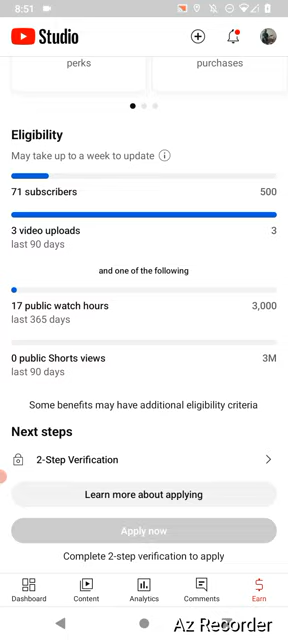 8:51
Studio
perks
purchases
Eligibility
May take up to a week to update
71 subscribers 500
3 video uploads 3
last 90 days
and one of the following
17 public watch hours 3,000
last 365 days
0 public Shorts views 3M
last 90 days
Some benefits may have additional eligibility criteria
Next steps
2-Step Verification
Learn more about applying
Apply now
Complete 2-step verification to apply
Dashboard Content Analytics Comments Earn
Az Recorder